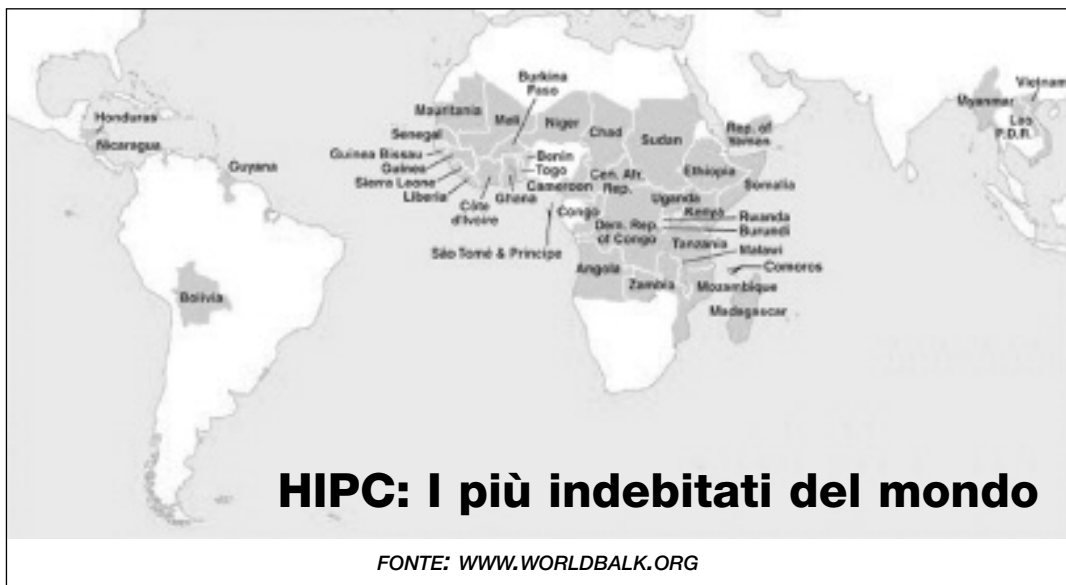 Honduras
Nicaragua
Guyana
Bolivia
Burkina
Faso
Mauritania
Mali
Niger
Chad
Sudan
Rep. of
Yemen
Senegal
Guinea Bissau
Guinea
Sierra Leone
Liberia
Côte
d'Ivoire
Ghana
Benin
Togo
Cameroon
Cen. Afr.
Rep.
Ethiopia
Somalia
Uganda
Kenya
Rwanda
Burundi
Congo
Dem. Rep.
of Congo
Tanzania
Malawi
São Tomé & Principe
Comoros
Angola
Zambia
Mozambique
Madagascar
Myanmar
Vietnam
Lao
P.D.R.
HIPC: I più indebitati del mondo
FONTE: WWW.WORLDBALK.ORG